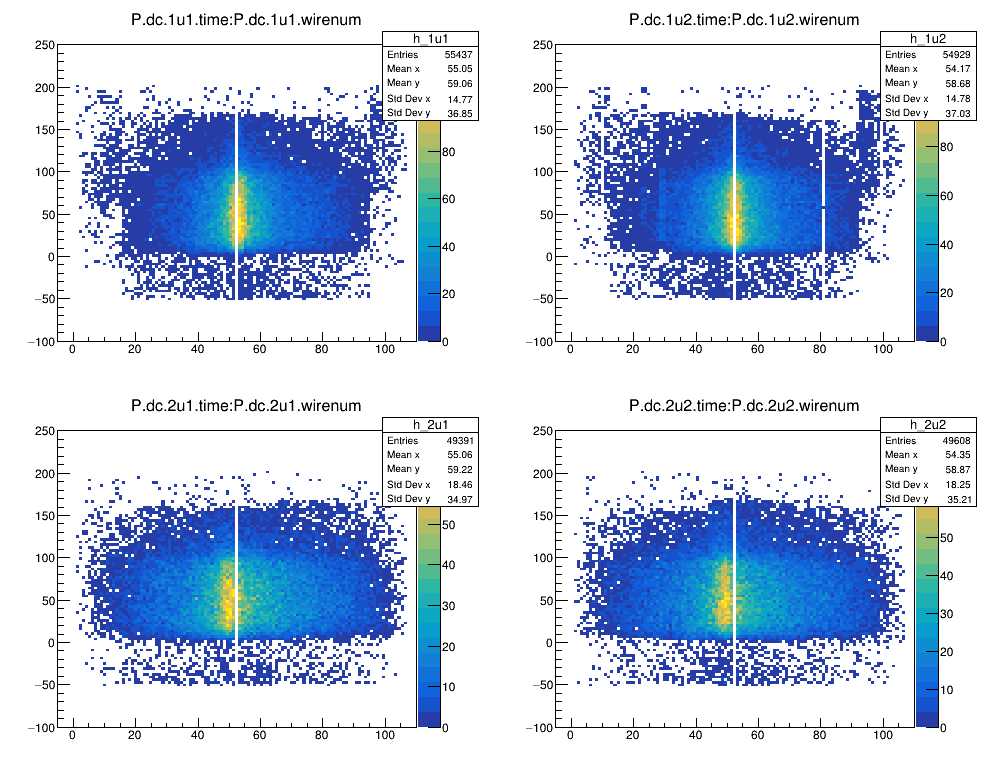 P.dc.1u1.time:P.dc.1u1.wirenum
h_1u1
Entries 55437
Mean x 55.05
Mean y 59.06
Std Dev x 14.77
Std Dev y 36.85
250
200
150
100
50
0
−50
−100
0 20 40 60 80 100
80
60
40
20
0
P.dc.1u2.time:P.dc.1u2.wirenum
h_1u2
Entries 54929
Mean x 54.17
Mean y 58.68
Std Dev x 14.78
Std Dev y 37.03
250
200
150
100
50
0
−50
−100
0 20 40 60 80 100
80
60
40
20
0
P.dc.2u1.time:P.dc.2u1.wirenum
h_2u1
Entries 49391
Mean x 55.06
Mean y 59.22
Std Dev x 18.46
Std Dev y 34.97
250
200
150
100
50
0
−50
−100
0 20 40 60 80 100
50
40
30
20
10
0
P.dc.2u2.time:P.dc.2u2.wirenum
h_2u2
Entries 49608
Mean x 54.35
Mean y 58.87
Std Dev x 18.25
Std Dev y 35.21
250
200
150
100
50
0
−50
−100
0 20 40 60 80 100
50
40
30
20
10
0